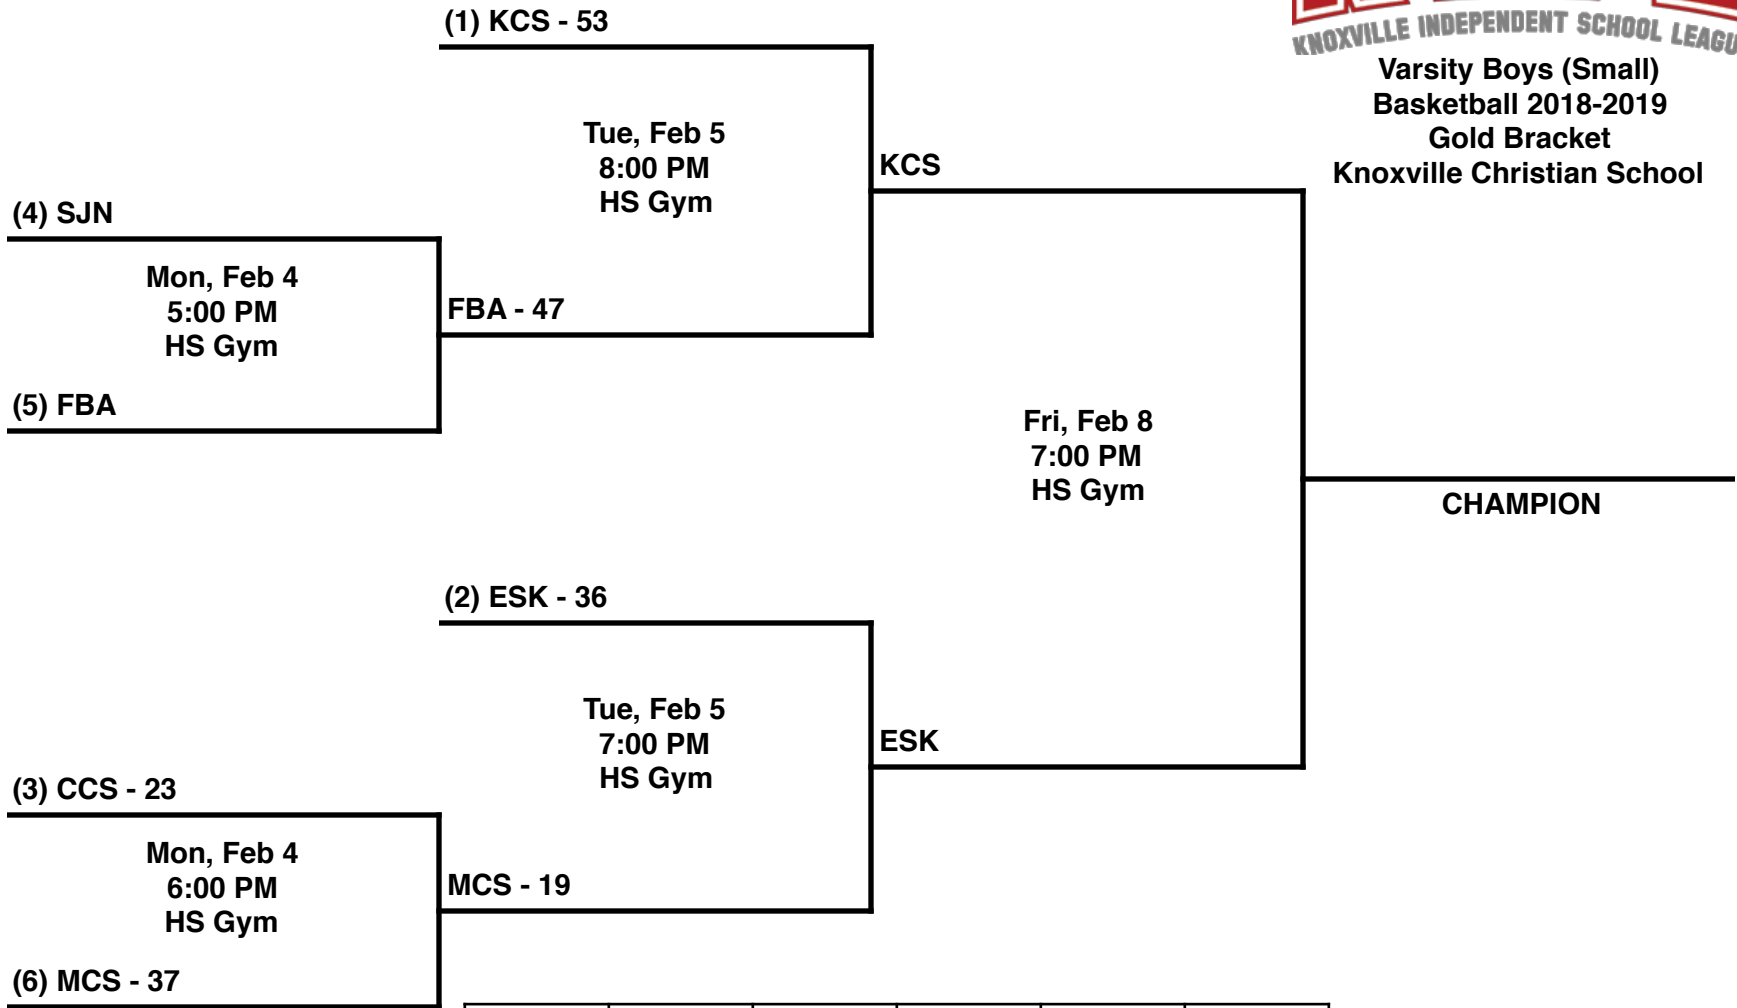 (1) KCS - 53
KNOXVILLE INDEPENDENT SCHOOL
Varsity Boys (Small)
Basketball 2018-2019
Gold Bracket
Knoxville Christian School
Tue, Feb 5
8:00 PM
HS Gym
KCS
(4) SJN
Mon, Feb 4
5:00 PM
HS Gym
FBA - 47
(5) FBA
Fri, Feb 8
7:00 PM
HS Gym
CHAMPION
(2) ESK - 36
Tue, Feb 5
7:00 PM
HS Gym
ESK
(3) CCS - 23
Mon, Feb 4
6:00 PM
HS Gym
MCS - 19
(6) MCS - 37